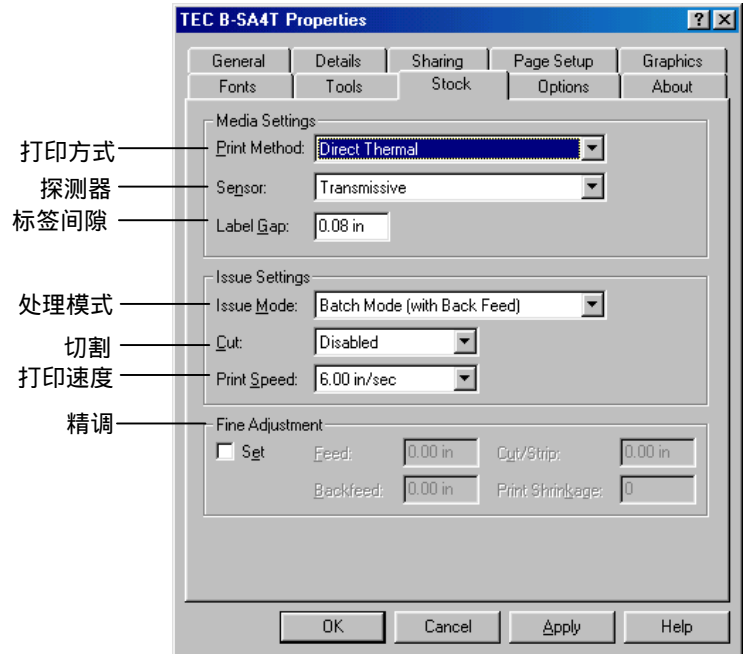 TEC B-SA4T Properties
General Details Sharing Page Setup Graphics
Fonts Tools Stock Options About
Media Settings
打印方式 Print Method: Direct Thermal
探测器 Sensor: Transmissive
标签间隙 Label Gap: 0.08 in
Issue Settings
处理模式 Issue Mode: Batch Mode (with Back Feed)
切割 Cut: Disabled
打印速度 Print Speed: 6.00 in/sec
精调 Fine Adjustment
Set Feed: 0.00 in Cut/Strip: 0.00 in
Backfeed: 0.00 in Print Shrinkage: 0
OK Cancel Apply Help